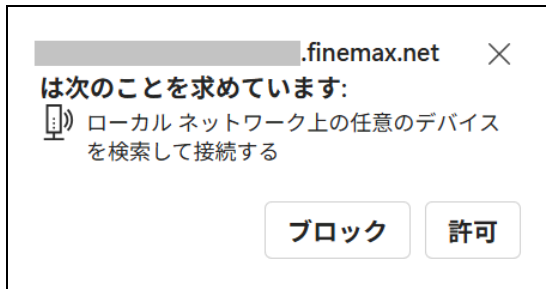 .finemax.net
は次のことを求めています:
ローカル ネットワーク上の任意のデバイス
を検索して接続する
ブロック 許可